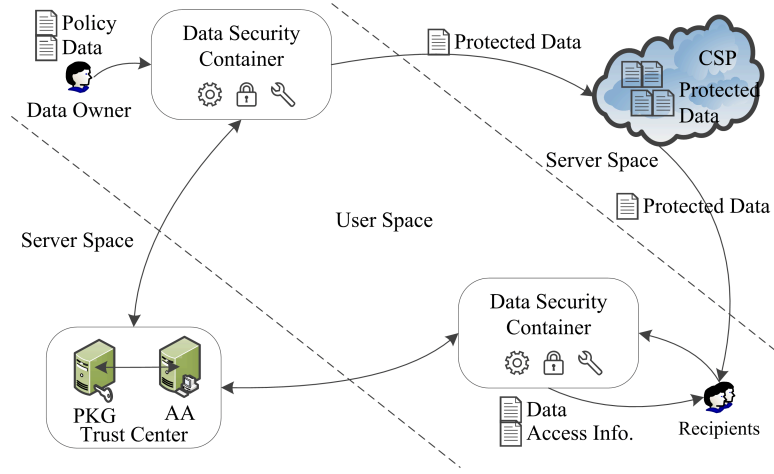 Policy
Data
Data Owner
Data Security
Container
Protected Data
CSP
Protected
Data
Server Space
Protected Data
User Space
Server Space
Data Security
Container
PKG
AA
Trust Center
Data
Access Info.
Recipients